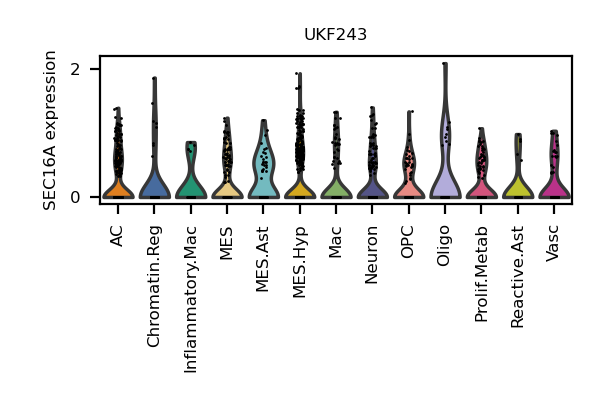 UKF243
SEC16A expression
2
0
AC
Chromatin.Reg
Inflammatory.Mac
MES
MES.Ast
MES.Hyp
Mac
Neuron
OPC
Oligo
Prolif.Metab
Reactive.Ast
Vasc